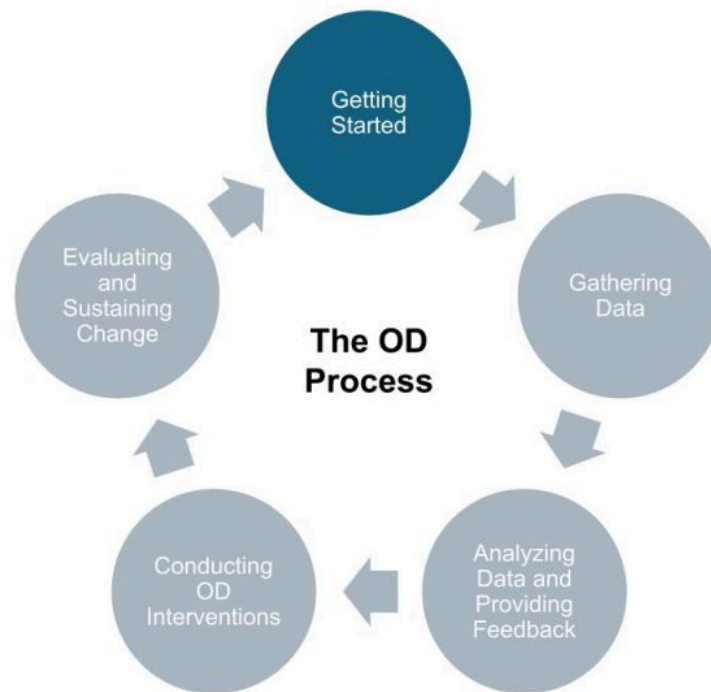 Getting
Started
Gathering
Data
Analyzing
Data and
Providing
Feedback
Conducting
OD
Interventions
Evaluating
and
Sustaining
Change
The OD
Process